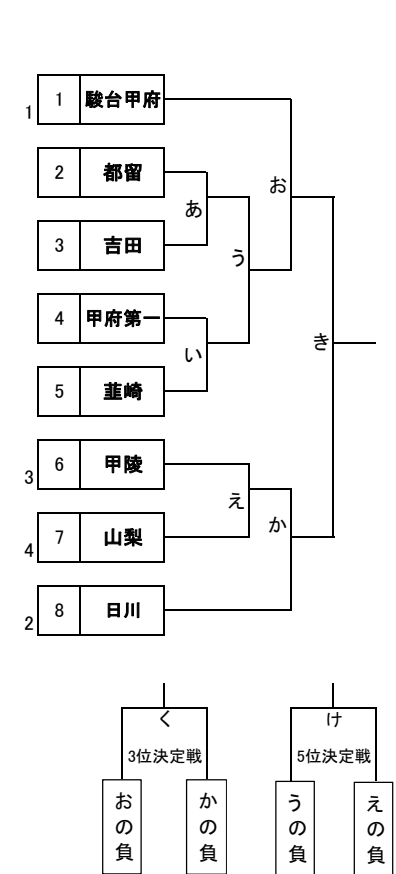 1 1 駿台甲府
2 都留
お
あ
3 吉田
う
4 甲府第一
き
い
5 韮崎
3 6 甲陵
え
か
4 7 山梨
2 8 日川
く け
3位決定戦 5位決定戦
おの負 かの負 うの負 えの負